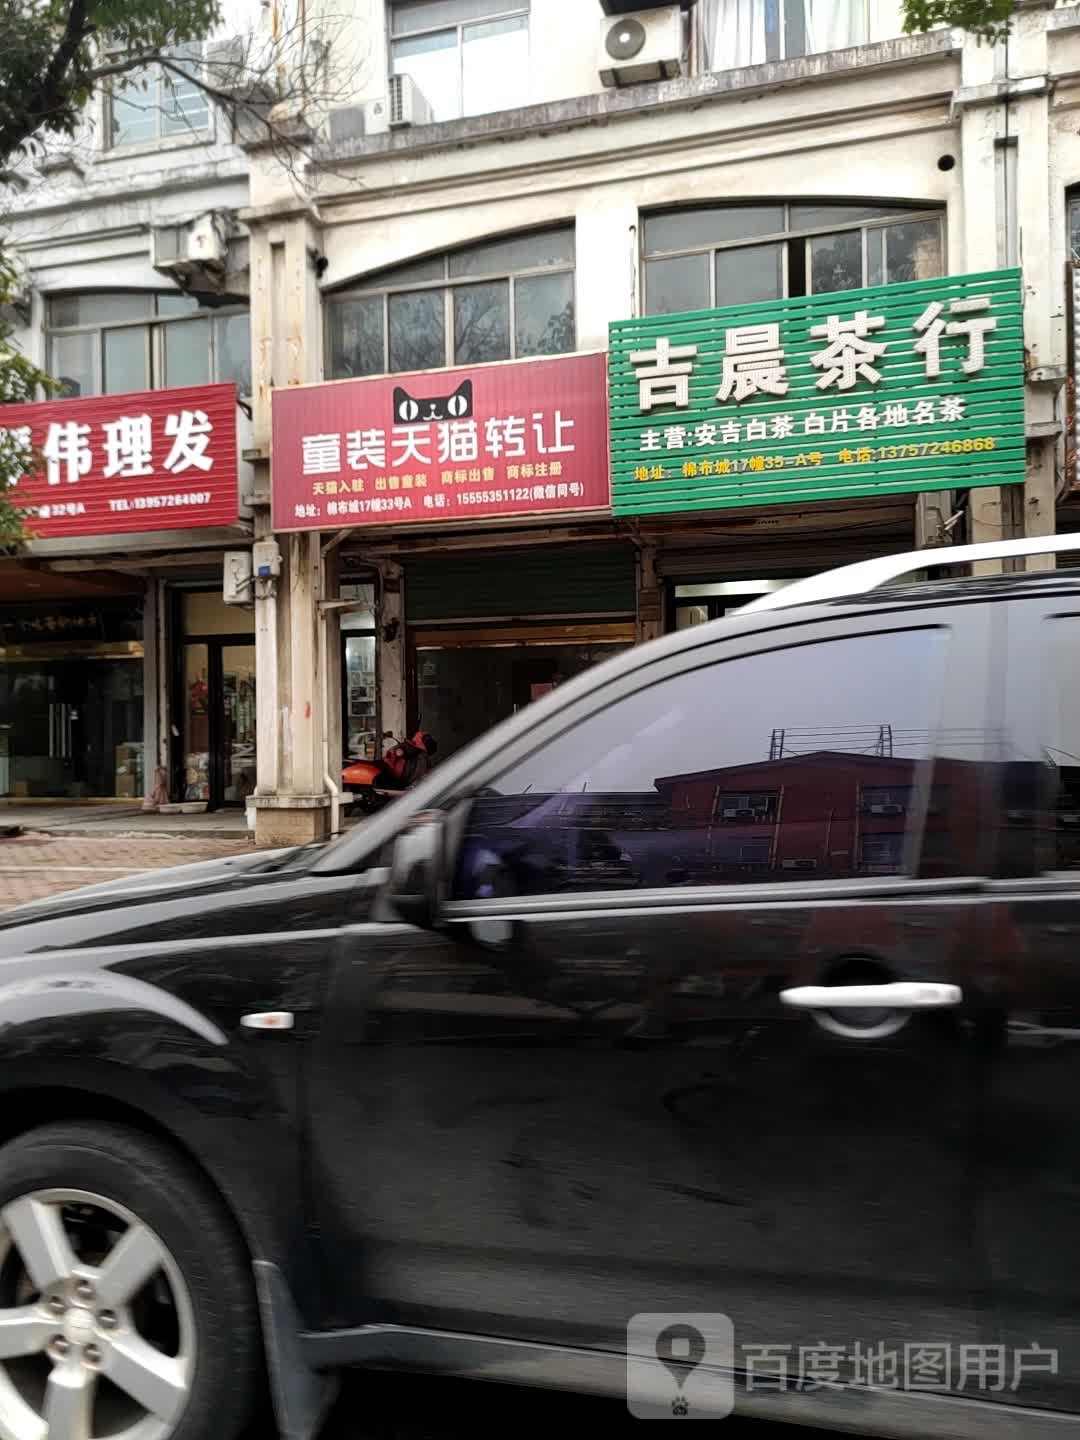 伟理发
32号A TEL:13957264007
童装天猫转让
天猫入驻 出售童装 商标出售 商标注册
地址：棉布城17幢33号A 电话：15555351122(微信同号)
吉晨茶行
主营:安吉白茶 白片各地名茶
地址：棉布城17幢35-A号 电话:13757246868
百度地图用户